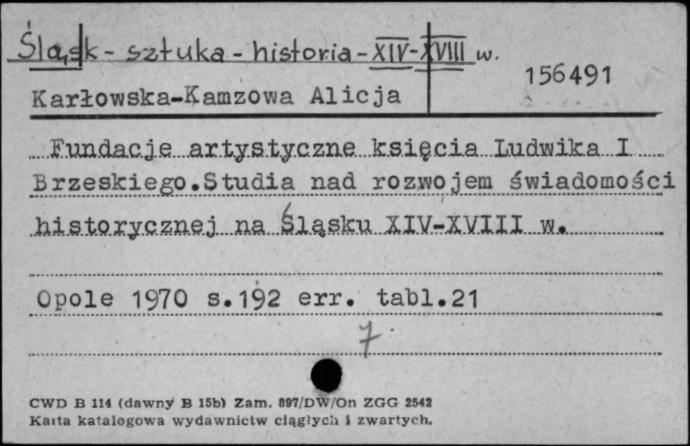 Śląsk - sztuka - historia - XIV-XVIII w.
156491
Karłowska-Kamzowa Alicja
Fundacje artystyczne księcia Ludwika I
Brzeskiego.Studia nad rozwojem świadomości
historycznej na Śląsku XIV-XVIII w.
Opole 1970 s.192 err. tabl.21
7
CWD B 114 (dawny B 15b) Zam. 897/DW/On ZGG 2542
Karta katalogowa wydawnictw ciągłych i zwartych.